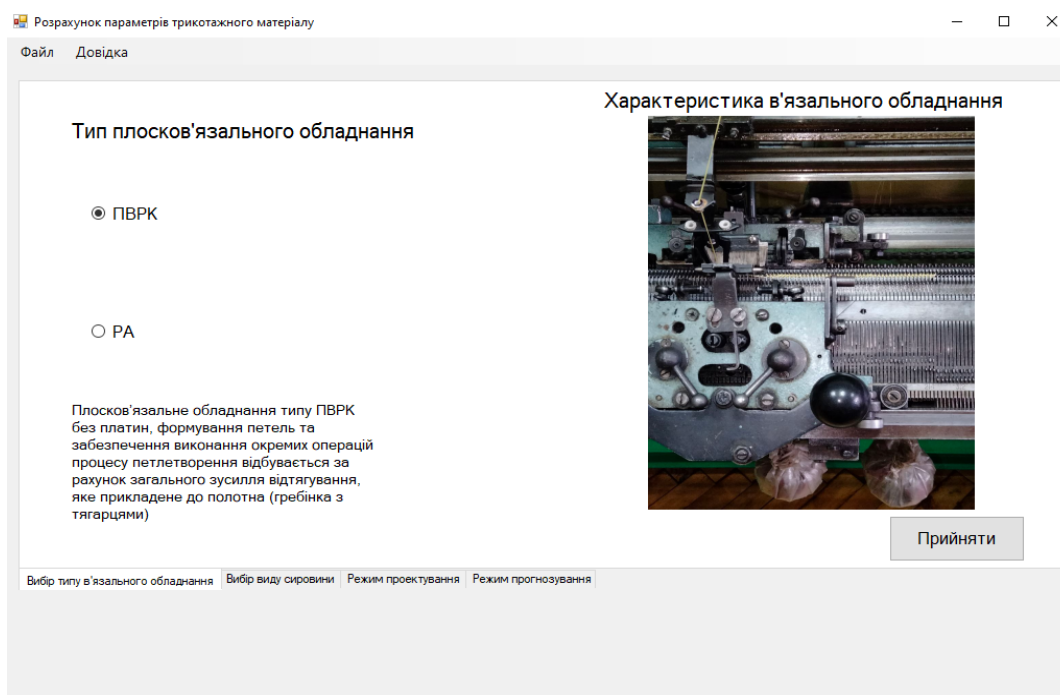 Розрахунок параметрів трикотажного матеріалу
Файл Довідка
Характеристика в'язального обладнання
Тип плосков'язального обладнання
ПВРК
РА
Плосков'язальне обладнання типу ПВРК
без платин, формування петель та
забезпечення виконання окремих операцій
процесу петлетворення відбувається за
рахунок загального зусилля відтягування,
яке прикладене до полотна (гребінка з
тягарцями)
Прийняти
Вибір типу в'язального обладнання Вибір виду сировини Режим проектування Режим прогнозування